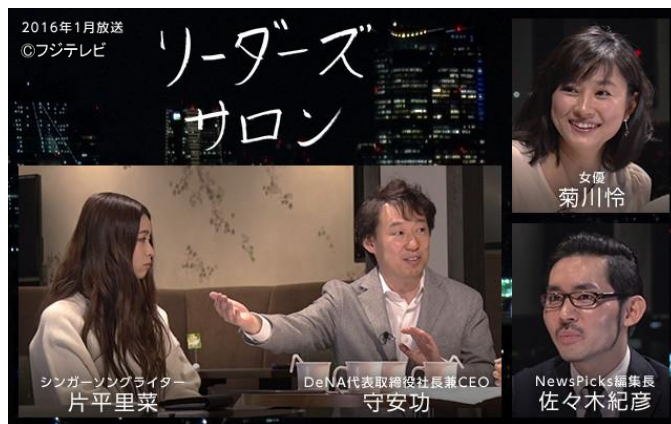 2016年1月放送
©フジテレビ
リーダーズ
サロン
女優
菊川怜
シンガーソングライター
片平里菜
DeNA代表取締役社長兼CEO
守安功
NewsPicks編集長
佐々木紀彦